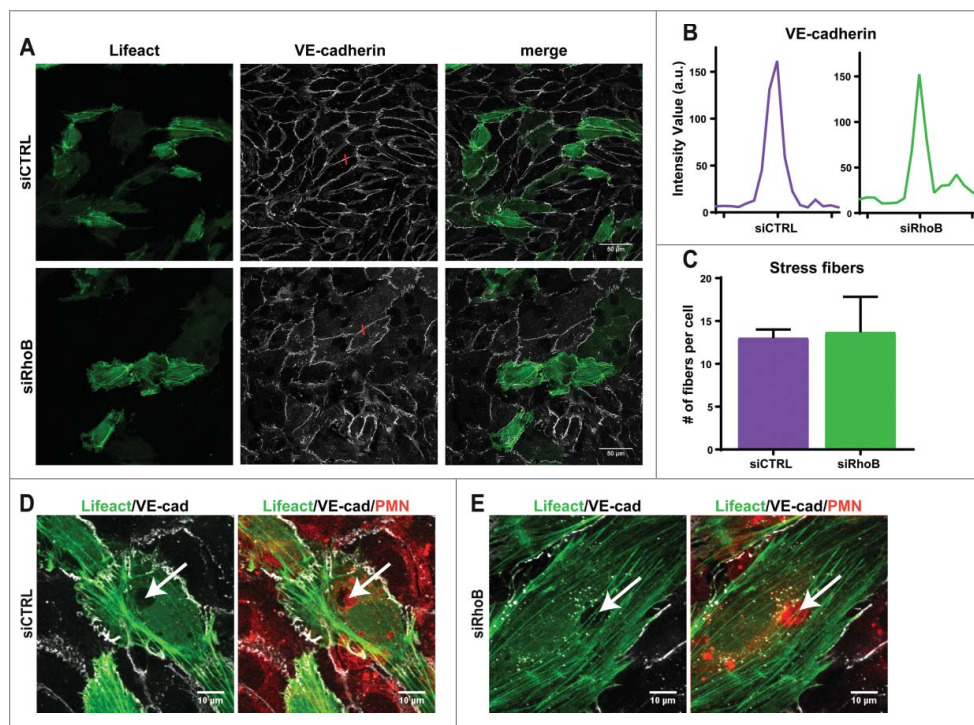 A
Lifeact
VE-cadherin
merge
siCTRL
50 µm
siRhoB
50 µm
B
VE-cadherin
Intensity Value (a.u.)
150
100
50
0
siCTRL
150
100
50
0
siRhoB
C
Stress fibers
# of fibers per cell
20
15
10
5
0
siCTRL
siRhoB
D
Lifeact/VE-cad
Lifeact/VE-cad/PMN
siCTRL
10 µm
10 µm
E
Lifeact/VE-cad
Lifeact/VE-cad/PMN
siRhoB
10 µm
10 µm